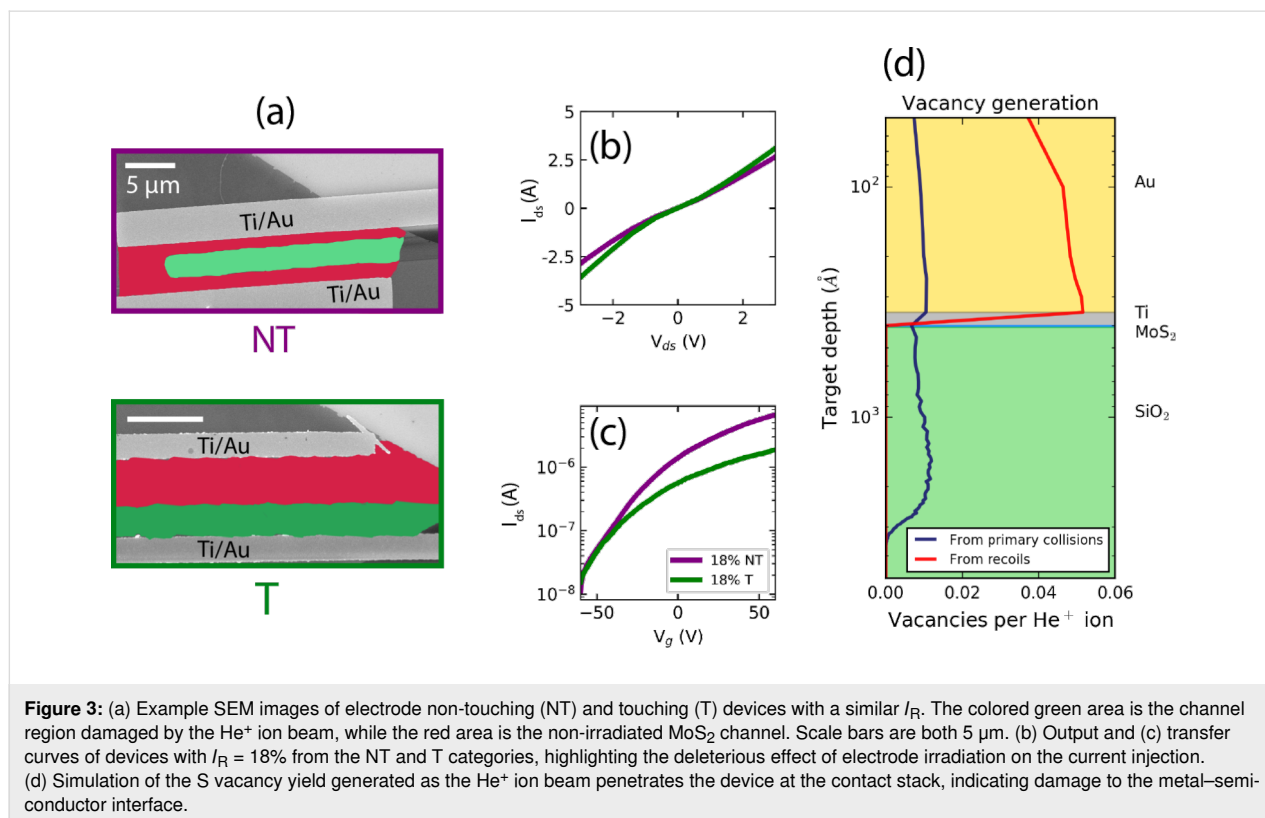 (a)
5 μm
Ti/Au
Ti/Au
NT
Ti/Au
Ti/Au
T
(b)
5
2.5
0
-2.5
-5
I_ds (A)
−2 0 2
V_ds (V)
(c)
10⁻⁶
10⁻⁷
10⁻⁸
I_ds (A)
18% NT
18% T
−50 0 50
V_g (V)
(d)
Vacancy generation
10²
10³
Target depth (Å)
Au
Ti
MoS₂
SiO₂
From primary collisions
From recoils
0.00 0.02 0.04 0.06
Vacancies per He⁺ ion
Figure 3: (a) Example SEM images of electrode non-touching (NT) and touching (T) devices with a similar I_R. The colored green area is the channel
region damaged by the He⁺ ion beam, while the red area is the non-irradiated MoS₂ channel. Scale bars are both 5 μm. (b) Output and (c) transfer
curves of devices with I_R = 18% from the NT and T categories, highlighting the deleterious effect of electrode irradiation on the current injection.
(d) Simulation of the S vacancy yield generated as the He⁺ ion beam penetrates the device at the contact stack, indicating damage to the metal–semi-
conductor interface.